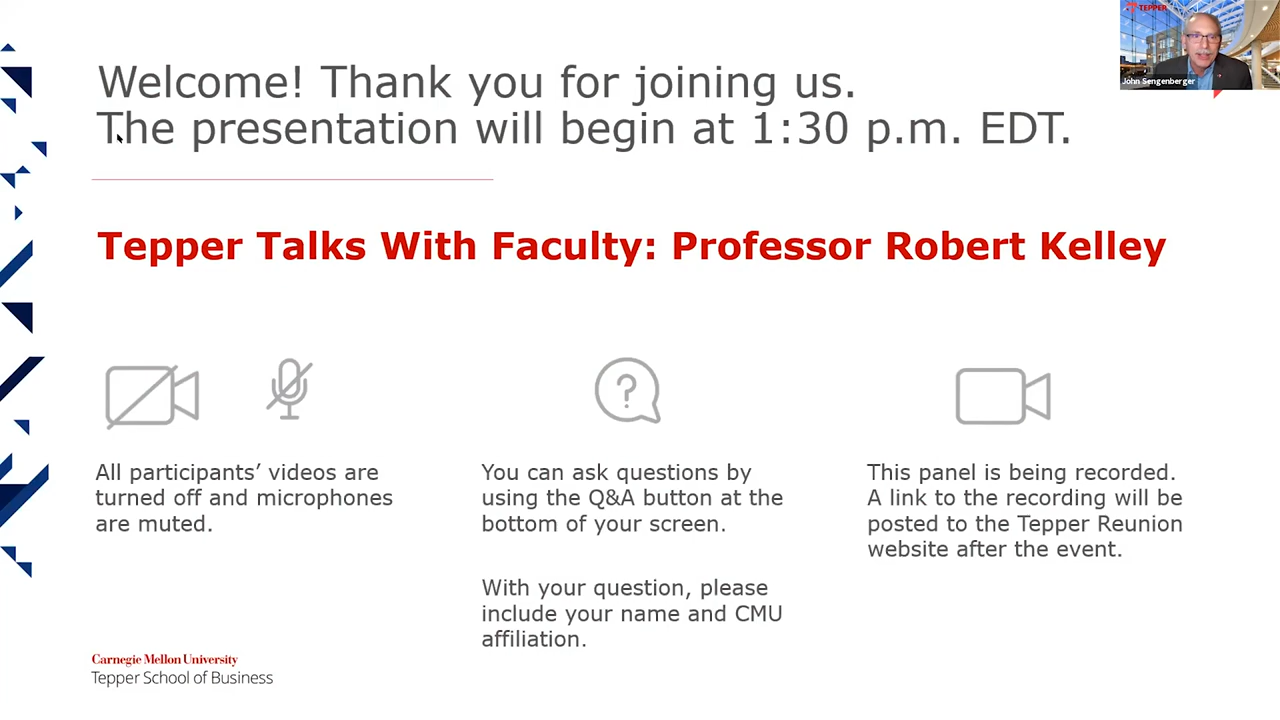 Welcome! Thank you for joining us.
The presentation will begin at 1:30 p.m. EDT.
TEPPER
John Sengenberger
Tepper Talks With Faculty: Professor Robert Kelley
All participants’ videos are
turned off and microphones
are muted.
You can ask questions by
using the Q&A button at the
bottom of your screen.
With your question, please
include your name and CMU
affiliation.
This panel is being recorded.
A link to the recording will be
posted to the Tepper Reunion
website after the event.
Carnegie Mellon University
Tepper School of Business